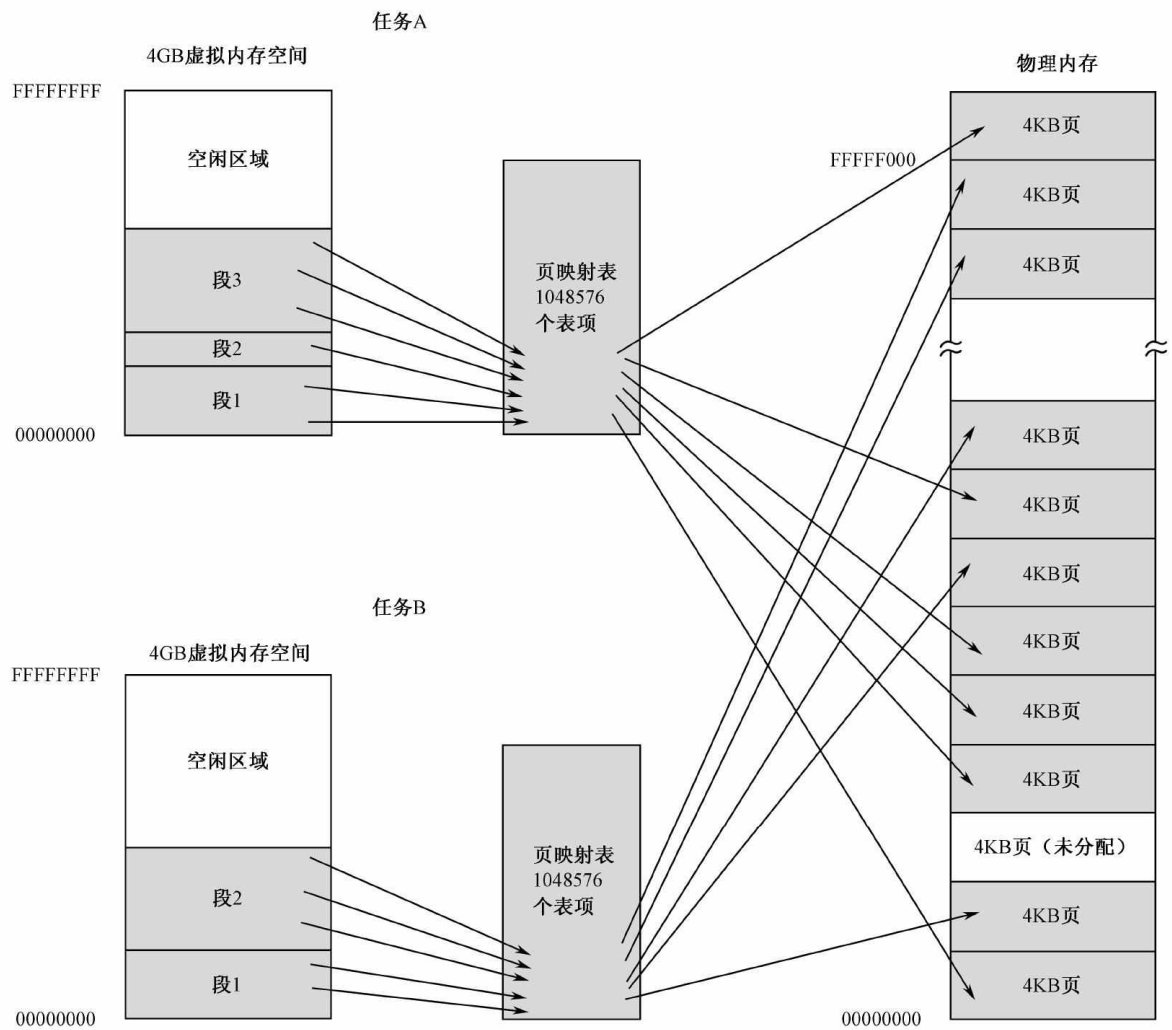 任务A
4GB虚拟内存空间
FFFFFFFF
空闲区域
段3
段2
段1
00000000
页映射表
1048576
个表项
任务B
4GB虚拟内存空间
FFFFFFFF
空闲区域
段2
段1
00000000
页映射表
1048576
个表项
物理内存
4KB页
FFFFF000
4KB页
4KB页
4KB页
4KB页
4KB页
4KB页
4KB页
4KB页
4KB页（未分配）
4KB页
4KB页
00000000